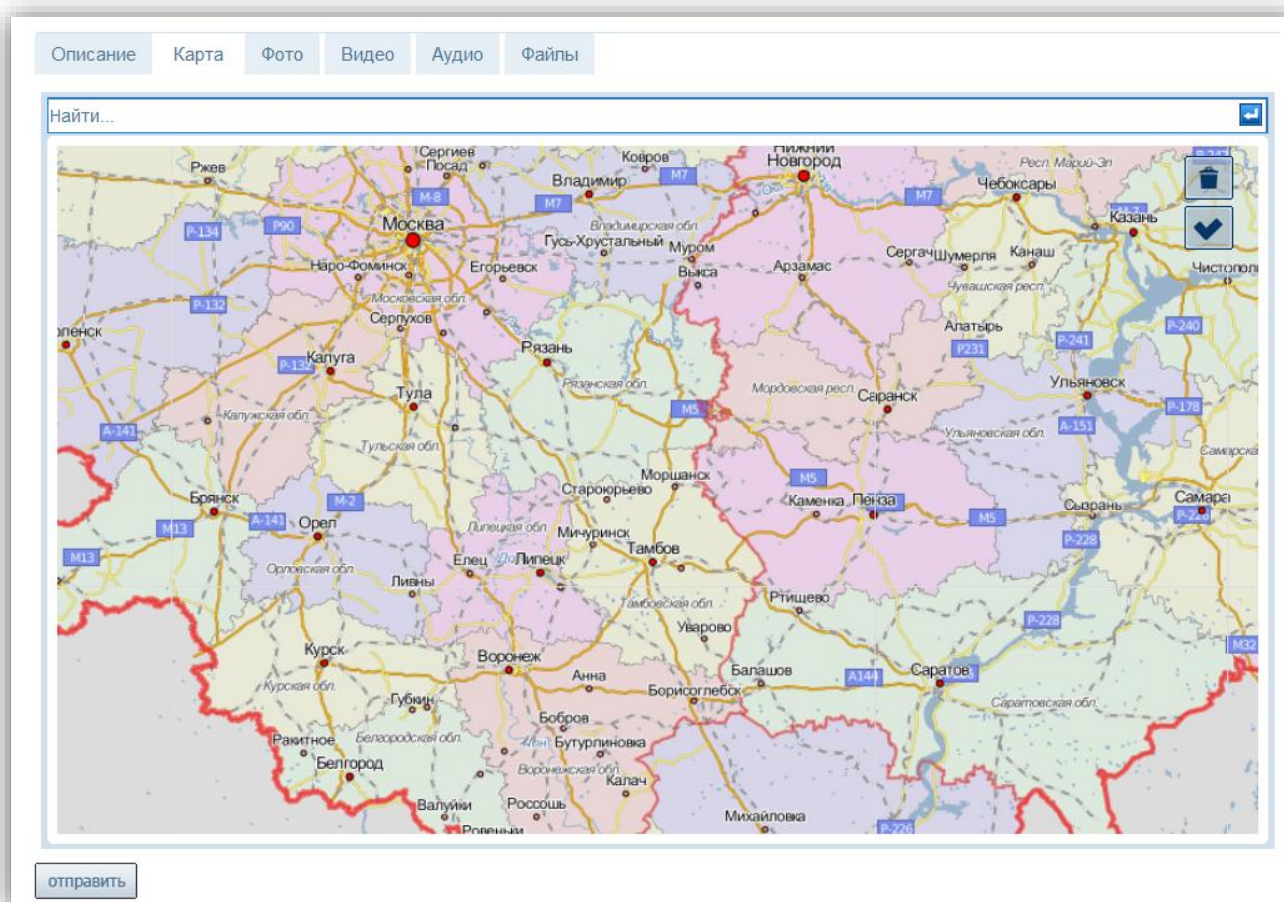 Описание Карта Фото Видео Аудио Файлы
Найти...
Нижний
Новгород
Сергиев
Посад
Ковров
Ржев
М7
Владимир
Респ. Марий-Эл
Чебоксары
М-8
М7
М7
Казань
Р-134
Р90
Москва
Владимирская обл.
Гусь-Хрустальный
Муром
Сергач
Шумерля
Канаш
Наро-Фоминск
Егорьевск
Выкса
Арзамас
Чистополь
Чувашская респ.
Р-132
Московская обл.
Серпухов
Алатырь
Р-240
Рязань
Р231
Р-241
Р-132
Калуга
Рязанская обл.
Мордовская респ.
Саранск
Ульяновск
Тула
М5
Р-178
Калужская обл.
А-141
Тульская обл.
Ульяновская обл.
А-151
Моршанск
М5
Староюрьево
Брянск
М-2
Каменка
Пенза
Сызрань
Самара
М13
А-141
Орел
Липецкая обл.
Мичуринск
М5
Р-228
Р-228
М13
Елец
Липецк
Тамбов
Орловская обл.
Ливны
Тамбовская обл.
Ртищево
Р-228
Уварово
М32
Курск
Воронеж
Анна
Балашов
А144
Саратов
Курская обл.
Борисоглебск
Губкин
Саратовская обл.
Бобров
Ракитное
Белгородская обл.
Бутурлиновка
Белгород
Воронежская обл.
Калач
Валуйки
Россошь
Михайловка
Ровеньки
Р-226
отправить